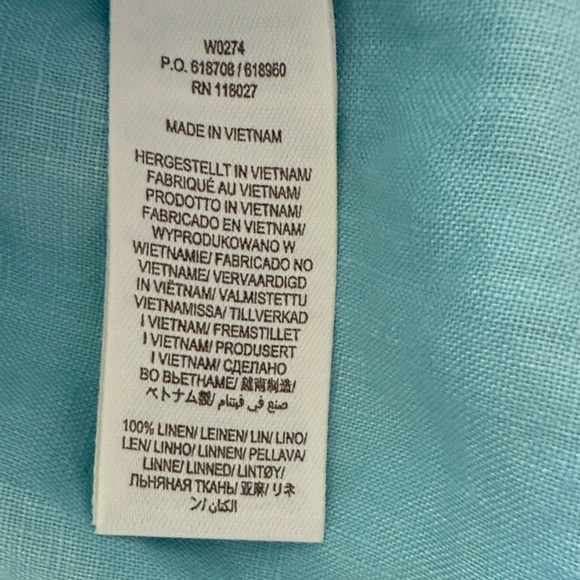 W0274
P.O. 618708 / 618960
RN 118027
MADE IN VIETNAM
HERGESTELLT IN VIETNAM/
FABRIQUÉ AU VIETNAM/
PRODOTTO IN VIETNAM/
FABRICADO EN VIETNAM/
WYPRODUKOWANO W
WIETNAMIE/ FABRICADO NO
VIETNAME/ VERVAARDIGD
IN VIËTNAM/ VALMISTETTU
VIETNAMISSA/ TILLVERKAD
I VIETNAM/ FREMSTILLET
I VIETNAM/ PRODUSERT
I VIETNAM/ СДЕЛАНО
ВО ВЬЕТНАМЕ/ 越南制造/
ベトナム製/ صنع في فيتنام
100% LINEN/ LEINEN/ LIN/ LINO/
LEN/ LINHO/ LINNEN/ PELLAVA/
LINNE/ LINNED/ LINTØY/
ЛЬНЯНАЯ ТКАНЬ/ 亚麻/ リネ
ン/ الكتان